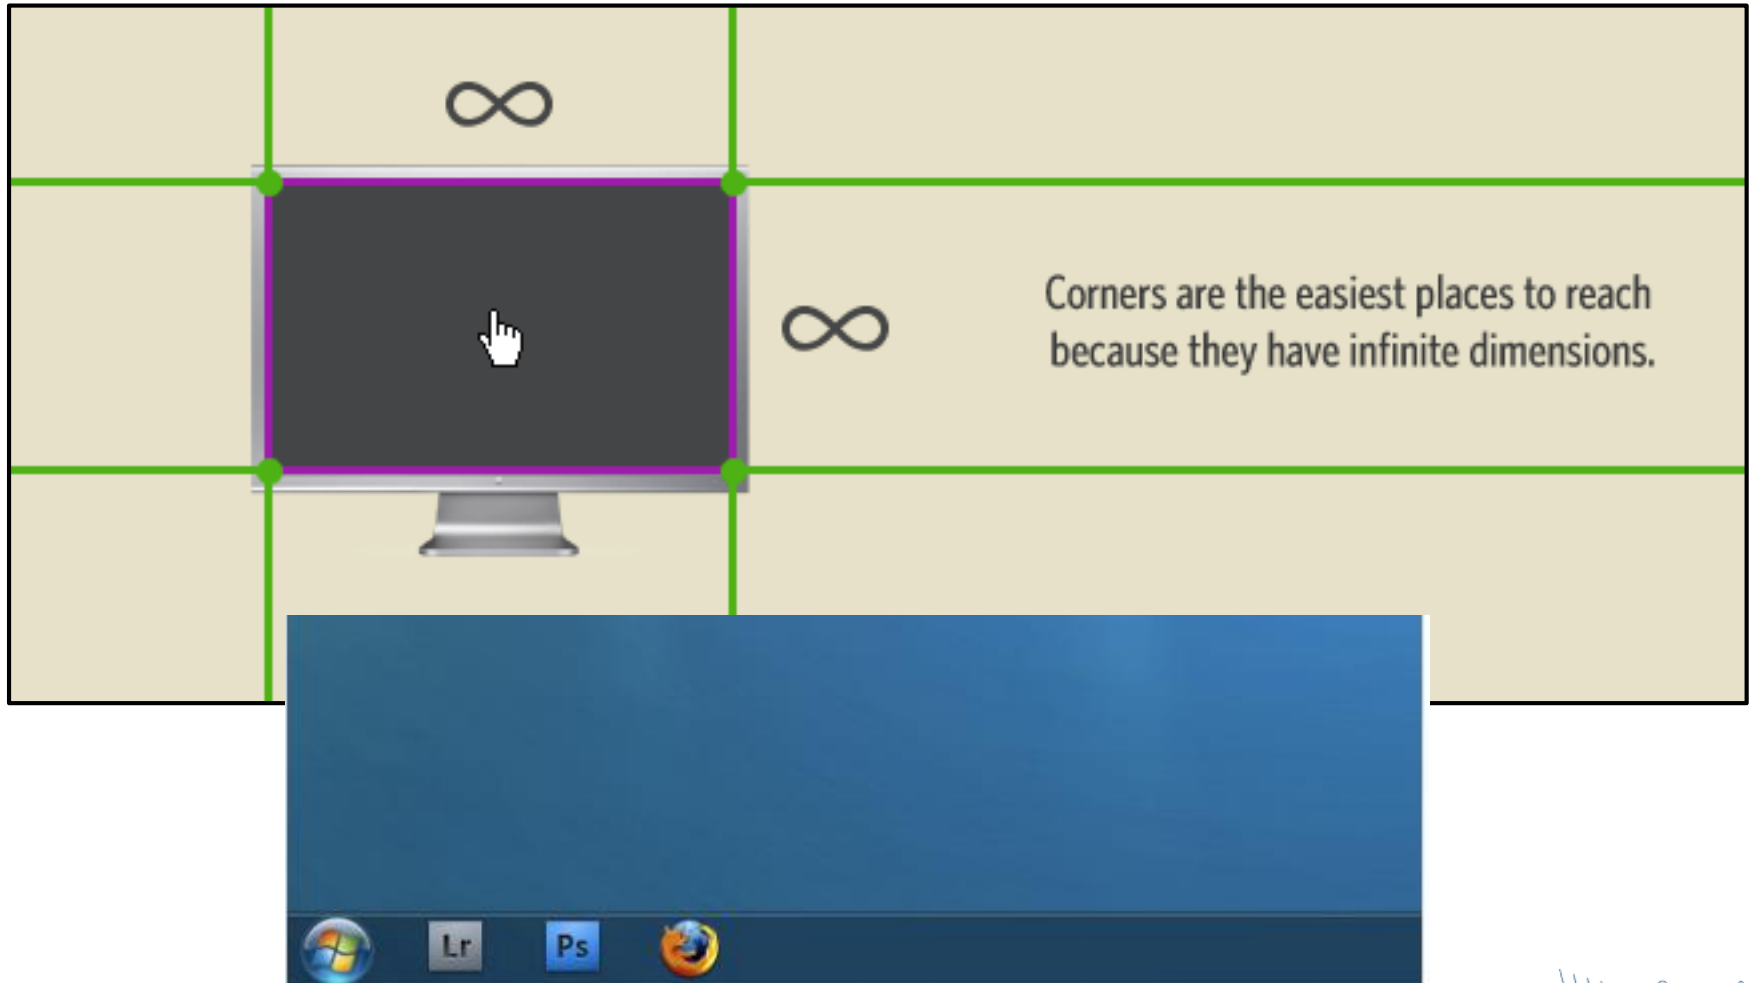 ∞
∞
Corners are the easiest places to reach
because they have infinite dimensions.
Lr
Ps